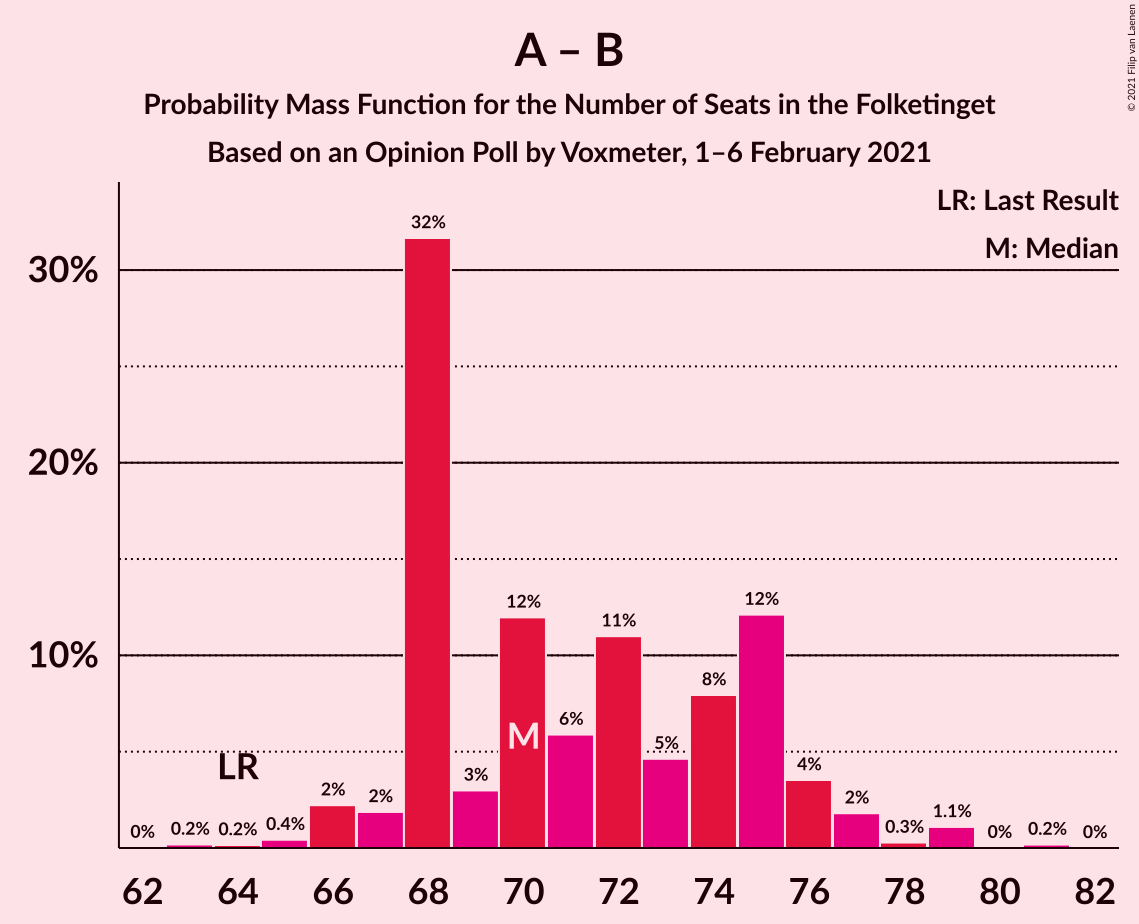 © 2021 Filip van Laenen
A – B
Probability Mass Function for the Number of Seats in the Folketinget
Based on an Opinion Poll by Voxmeter, 1–6 February 2021
LR: Last Result
M: Median
30%
20%
10%
0%
0.2%
0.2%
0.4%
2%
2%
32%
3%
12%
6%
11%
5%
8%
12%
4%
2%
0.3%
1.1%
0%
0.2%
0%
LR
M
62 64 66 68 70 72 74 76 78 80 82